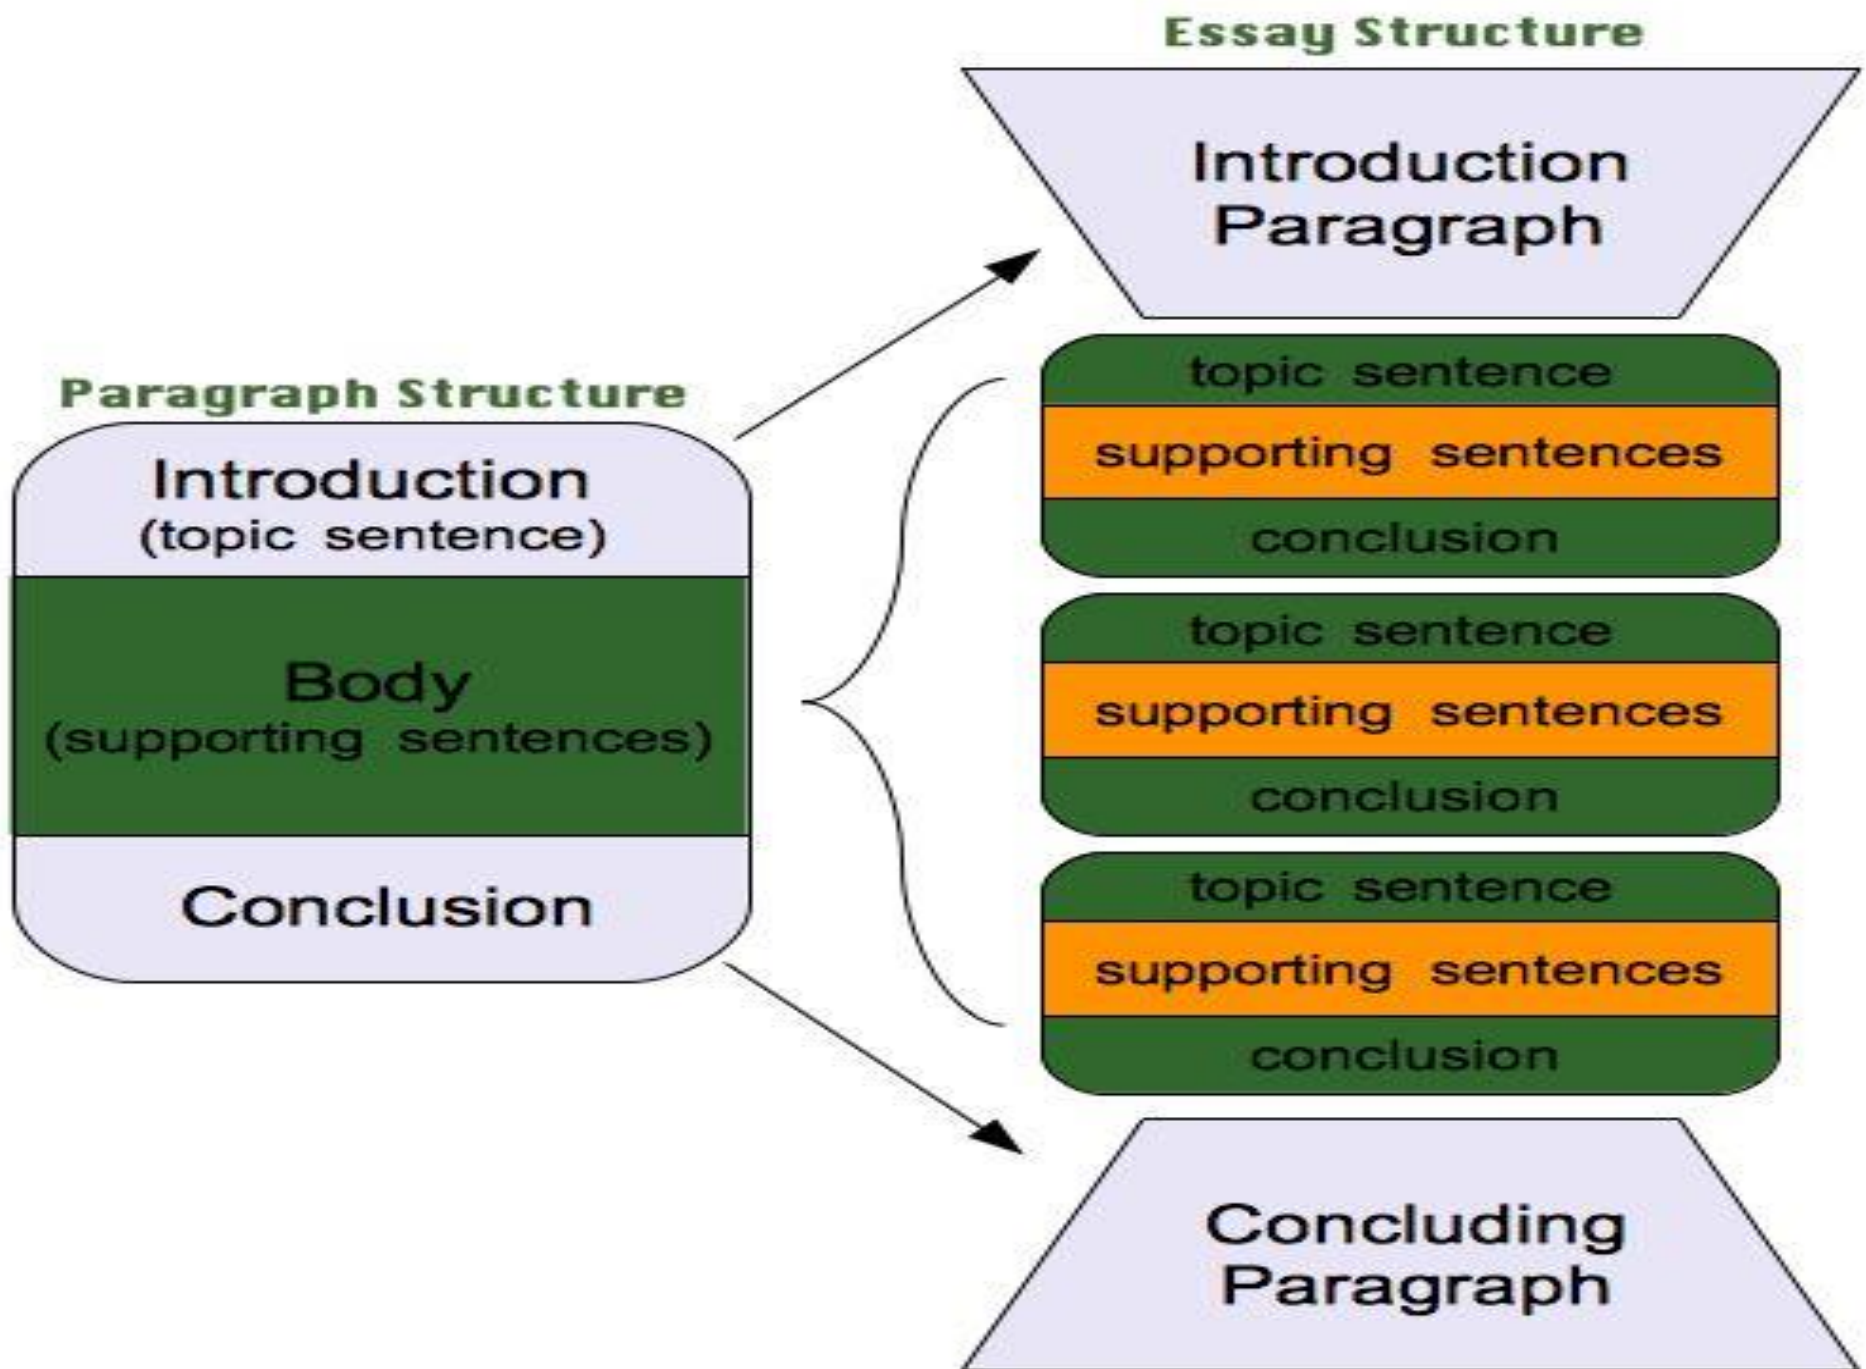 Essay Structure
Introduction
Paragraph
Paragraph Structure
Introduction
(topic sentence)
Body
(supporting sentences)
Conclusion
topic sentence
supporting sentences
conclusion
topic sentence
supporting sentences
conclusion
topic sentence
supporting sentences
conclusion
Concluding
Paragraph